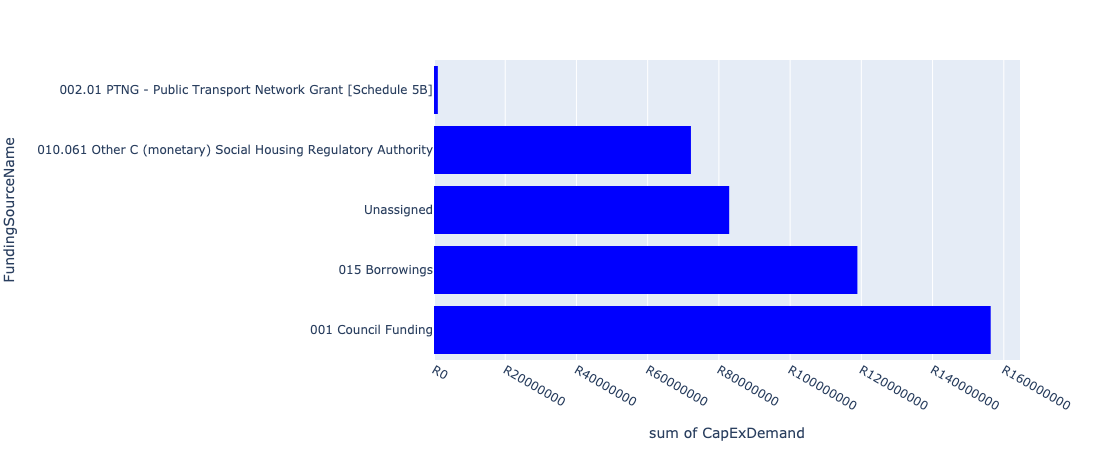 002.01 PTNG - Public Transport Network Grant [Schedule 5B]
010.061 Other C (monetary) Social Housing Regulatory Authority
Unassigned
015 Borrowings
001 Council Funding
FundingSourceName
R0
R20000000
R40000000
R60000000
R80000000
R100000000
R120000000
R140000000
R160000000
sum of CapExDemand